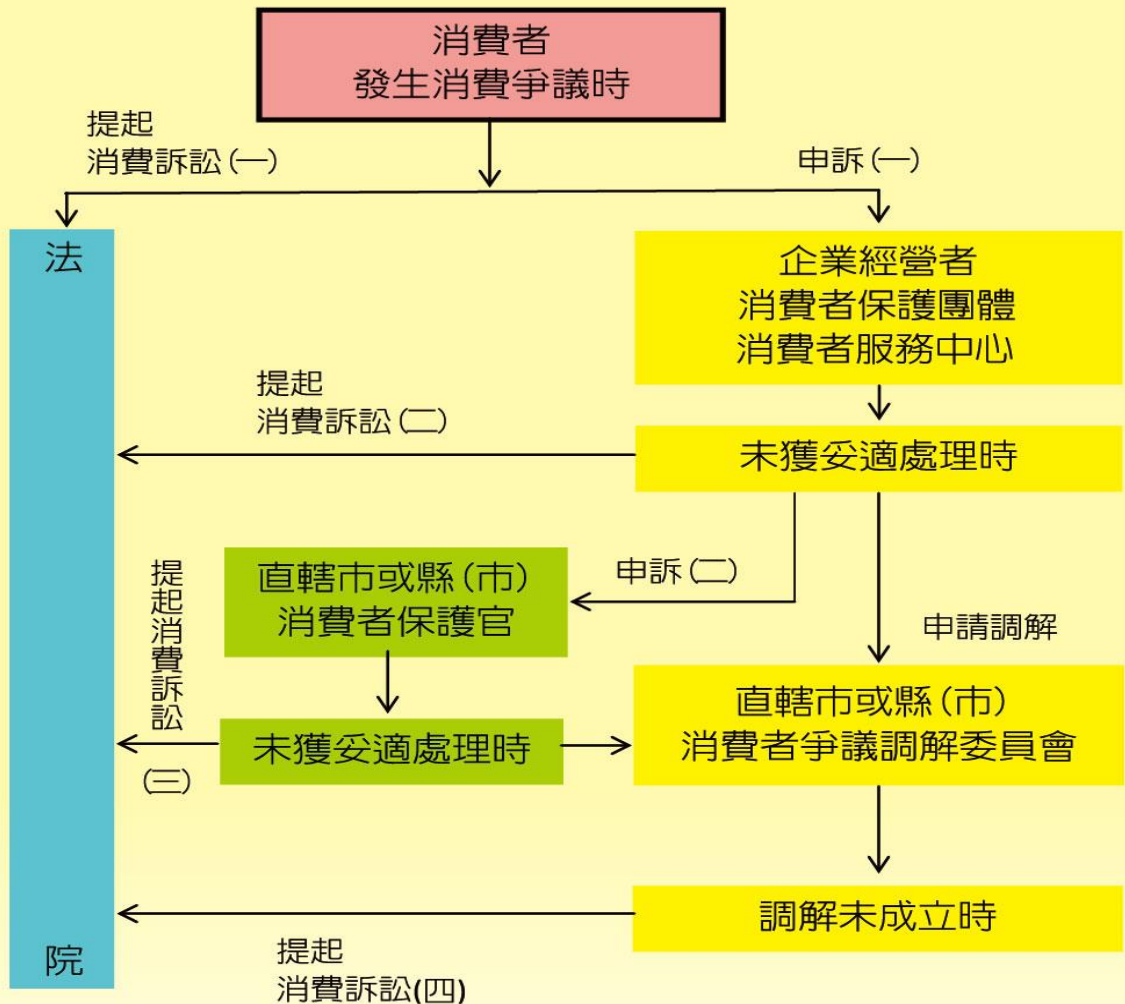 消費者
發生消費爭議時
提起
消費訴訟(一)
申訴(一)
法
院
企業經營者
消費者保護團體
消費者服務中心
提起
消費訴訟(二)
未獲妥適處理時
直轄市或縣(市)
消費者保護官
申訴(二)
申請調解
提起消費訴訟
(三)
未獲妥適處理時
直轄市或縣(市)
消費者爭議調解委員會
調解未成立時
提起
消費訴訟(四)